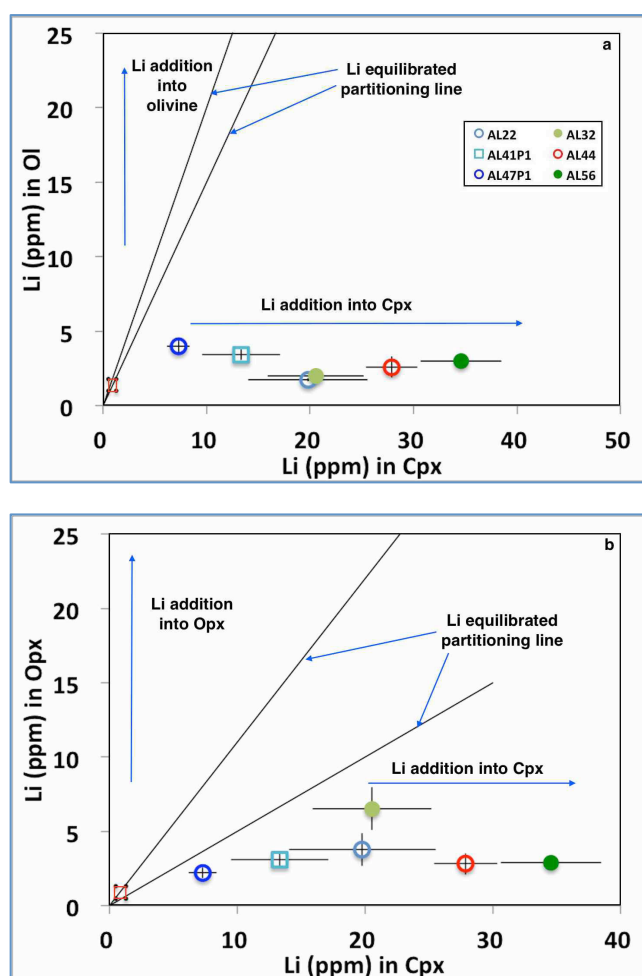 a
25
20
15
10
5
0
Li (ppm) in Ol
Li addition
into
olivine
Li equilibrated
partitioning line
AL22 AL32
AL41P1 AL44
AL47P1 AL56
Li addition into Cpx
0 10 20 30 40 50
Li (ppm) in Cpx
b
25
20
15
10
5
0
Li (ppm) in Opx
Li addition
into Opx
Li equilibrated
partitioning line
Li addition into Cpx
0 10 20 30 40
Li (ppm) in Cpx